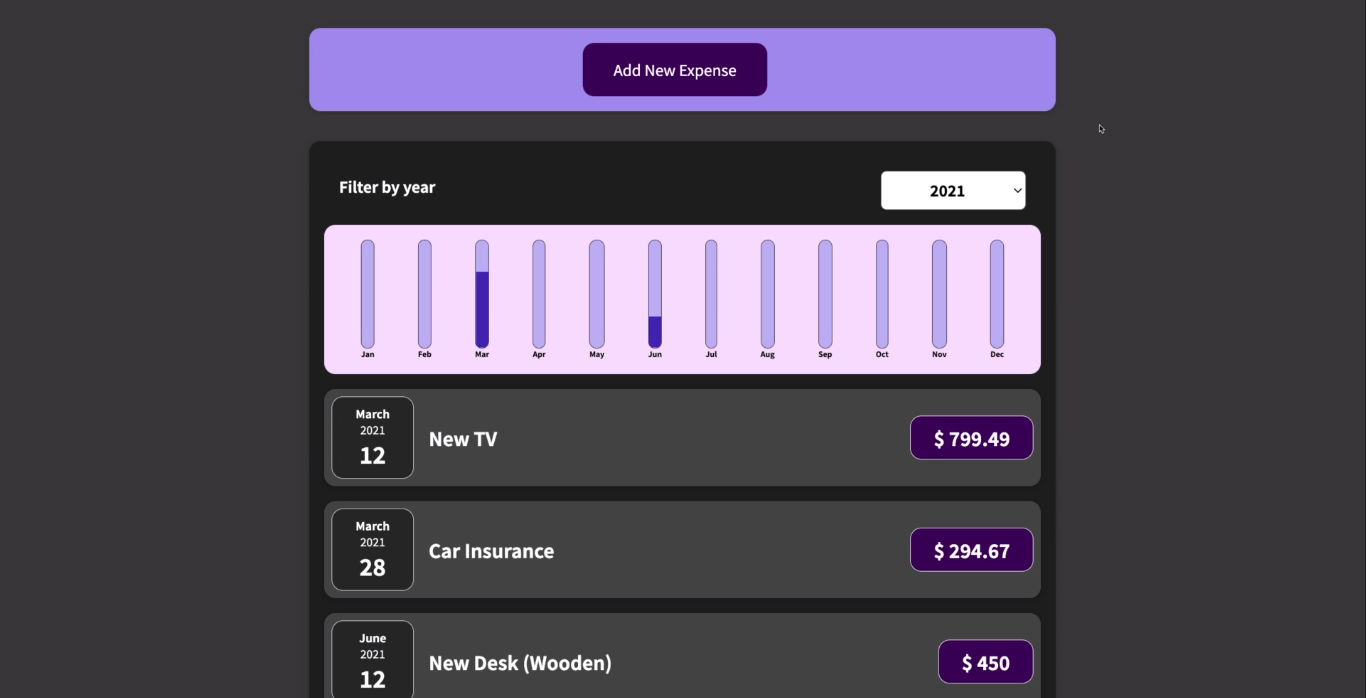 Add New Expense
Filter by year
2021
Jan Feb Mar Apr May Jun Jul Aug Sep Oct Nov Dec
March
2021
12
New TV
$ 799.49
March
2021
28
Car Insurance
$ 294.67
June
2021
12
New Desk (Wooden)
$ 450